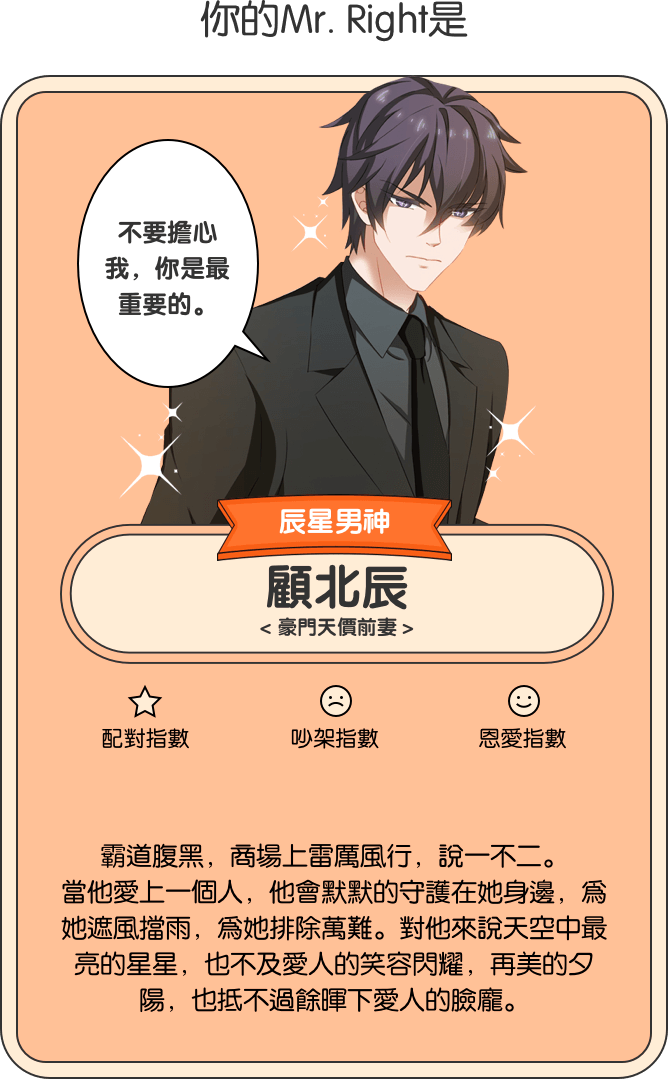 你的Mr. Right是
不要擔心
我，你是最
重要的。
辰星男神
顧北辰
< 豪門天價前妻 >
配對指數
吵架指數
恩愛指數
霸道腹黑，商場上雷厲風行，說一不二。
當他愛上一個人，他會默默的守護在她身邊，為
她遮風擋雨，為她排除萬難。對他來說天空中最
亮的星星，也不及愛人的笑容閃耀，再美的夕
陽，也抵不過餘暉下愛人的臉龐。